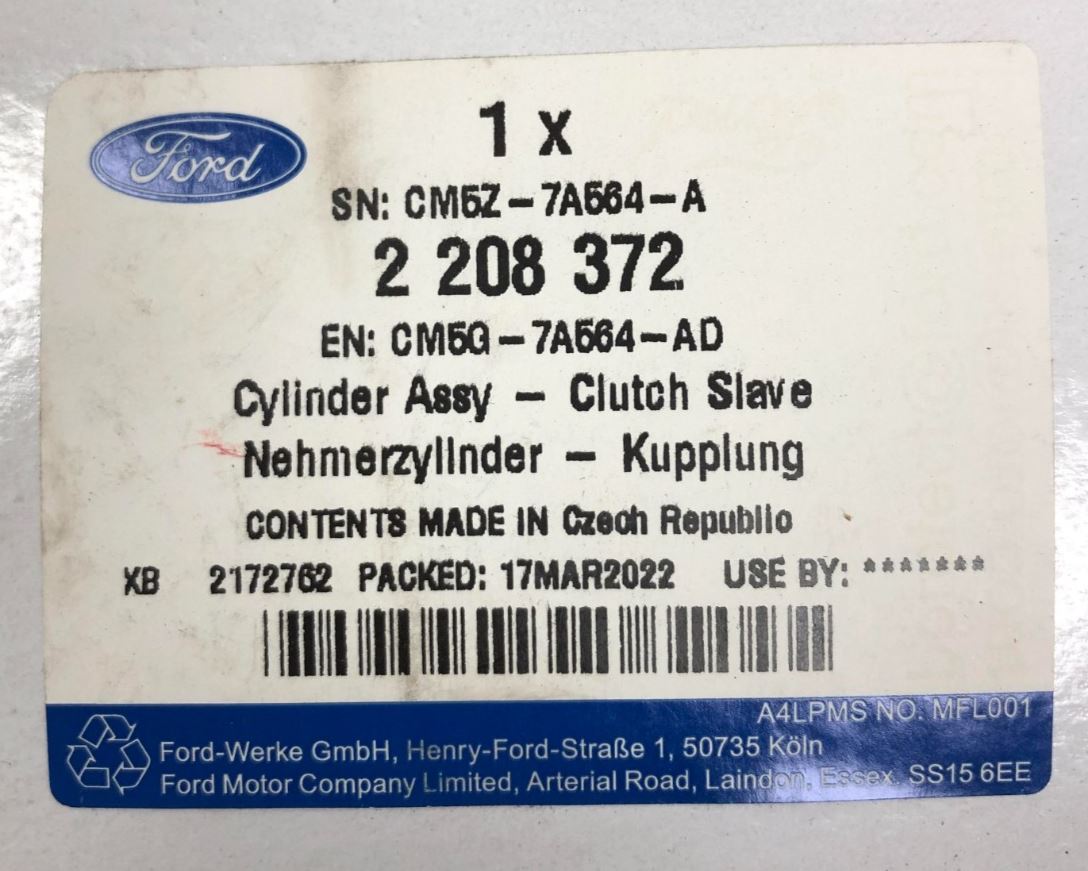 Ford
1 x
SN: CM5Z-7A564-A
2 208 372
EN: CM5G-7A564-AD
Cylinder Assy - Clutch Slave
Nehmerzylinder - Kupplung
CONTENTS MADE IN Czech Republic
XB 2172762 PACKED: 17MAR2022 USE BY: *******
A4LPMS NO. MFL001
Ford-Werke GmbH, Henry-Ford-Straße 1, 50735 Köln
Ford Motor Company Limited, Arterial Road, Laindon, Essex. SS15 6EE